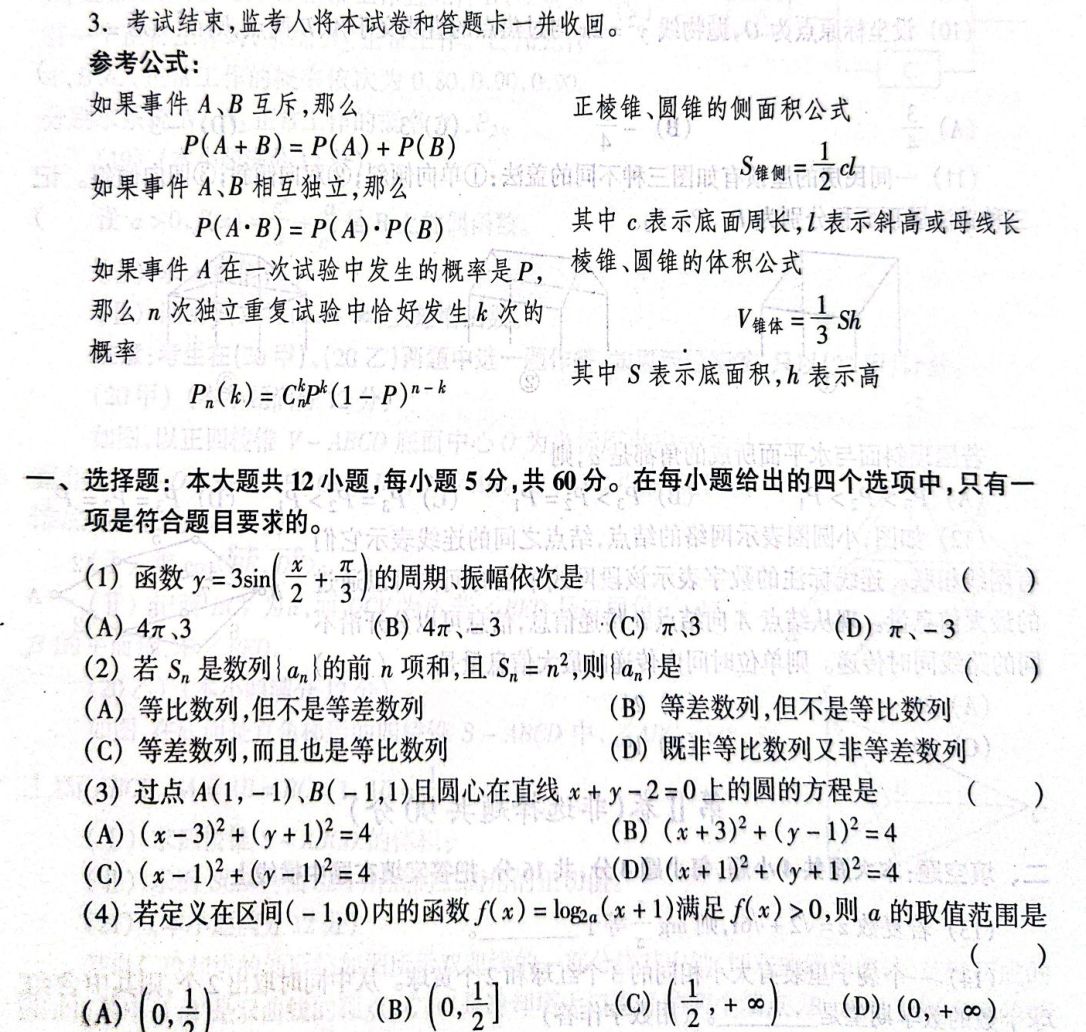 3. 考试结束,监考人将本试卷和答题卡一并收回。
参考公式:
如果事件 A、B 互斥,那么
P(A + B) = P(A) + P(B)
如果事件 A、B 相互独立,那么
P(A·B) = P(A)·P(B)
如果事件 A 在一次试验中发生的概率是 P,
那么 n 次独立重复试验中恰好发生 k 次的
概率
Pₙ(k) = CₙᵏPᵏ(1 − P)ⁿ⁻ᵏ
正棱锥、圆锥的侧面积公式
S锥侧 = 1/2 cl
其中 c 表示底面周长,l 表示斜高或母线长
棱锥、圆锥的体积公式
V锥体 = 1/3 Sh
其中 S 表示底面积,h 表示高
一、选择题:本大题共 12 小题,每小题 5 分,共 60 分。在每小题给出的四个选项中,只有一
项是符合题目要求的。
(1) 函数 y = 3sin(x/2 + π/3)的周期、振幅依次是 ( )
(A) 4π、3 (B) 4π、−3 (C) π、3 (D) π、−3
(2) 若 Sₙ 是数列{aₙ}的前 n 项和,且 Sₙ = n²,则{aₙ}是 ( )
(A) 等比数列,但不是等差数列 (B) 等差数列,但不是等比数列
(C) 等差数列,而且也是等比数列 (D) 既非等比数列又非等差数列
(3) 过点 A(1,−1)、B(−1,1)且圆心在直线 x + y − 2 = 0 上的圆的方程是 ( )
(A) (x − 3)² + (y + 1)² = 4 (B) (x + 3)² + (y − 1)² = 4
(C) (x − 1)² + (y − 1)² = 4 (D) (x + 1)² + (y + 1)² = 4
(4) 若定义在区间(−1,0)内的函数 f(x) = log₂ₐ(x + 1)满足 f(x) > 0,则 a 的取值范围是
( )
(A) (0, 1/2) (B) (0, 1/2] (C) (1/2, +∞) (D) (0, +∞)